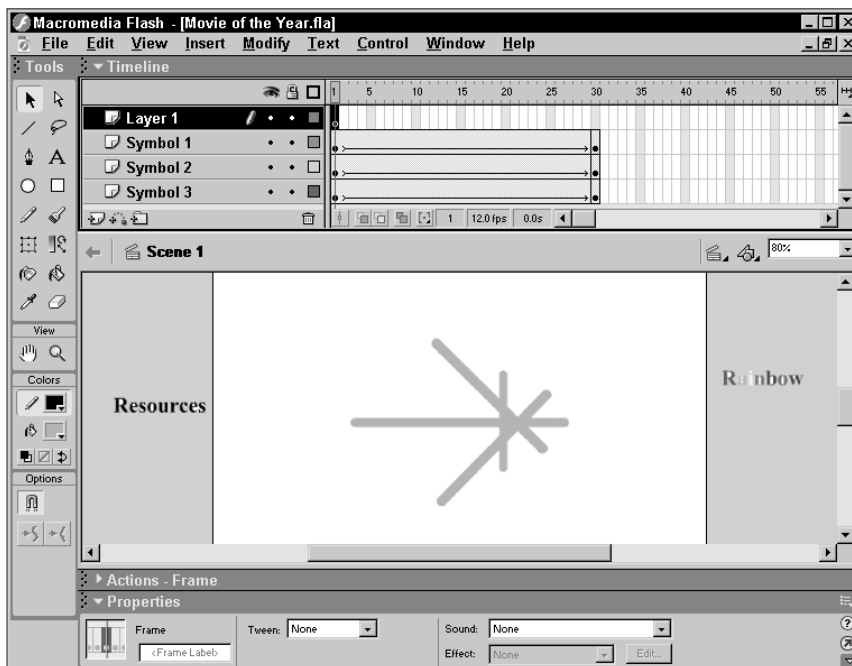 Macromedia Flash - [Movie of the Year.fla]
File Edit View Insert Modify Text Control Window Help
Tools
Timeline
1 5 10 15 20 25 30 35 40 45 50 55
Layer 1
Symbol 1
Symbol 2
Symbol 3
1 12.0 fps 0.0s
Scene 1
80%
View
Colors
Options
Resources
Rainbow
Actions - Frame
Properties
Frame
<Frame Label>
Tween: None
Sound: None
Effect: None
Edit...